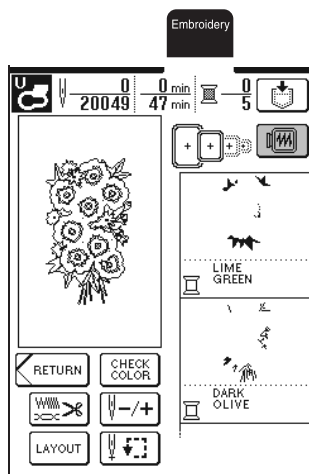 Embroidery
U
0
20049
0 min
47 min
0
5
LIME
GREEN
DARK
OLIVE
RETURN
CHECK
COLOR
-/+
LAYOUT